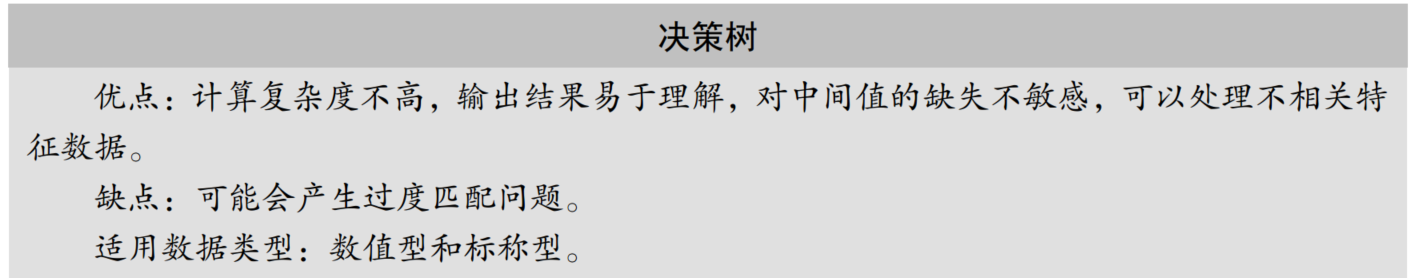 决策树
优点：计算复杂度不高，输出结果易于理解，对中间值的缺失不敏感，可以处理不相关特
征数据。
缺点：可能会产生过度匹配问题。
适用数据类型：数值型和标称型。